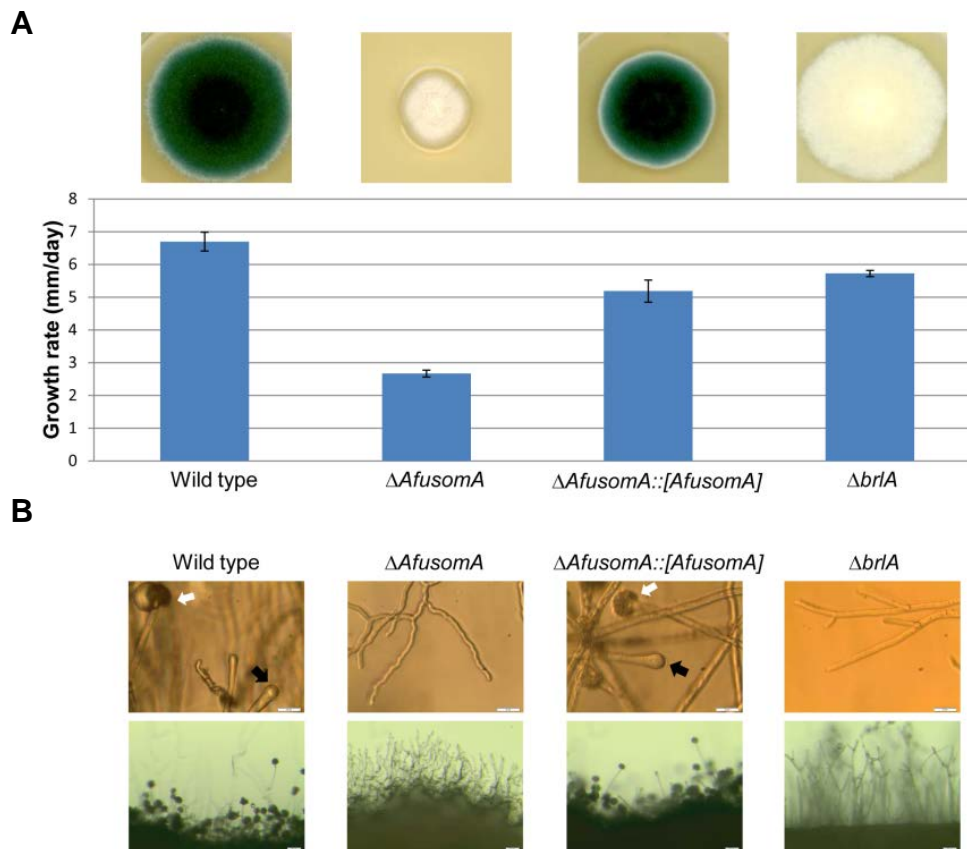 A
8
7
6
5
4
3
2
1
0
Growth rate (mm/day)
Wild type ΔAfusomA ΔAfusomA::[AfusomA] ΔbrlA
B
Wild type ΔAfusomA ΔAfusomA::[AfusomA] ΔbrlA